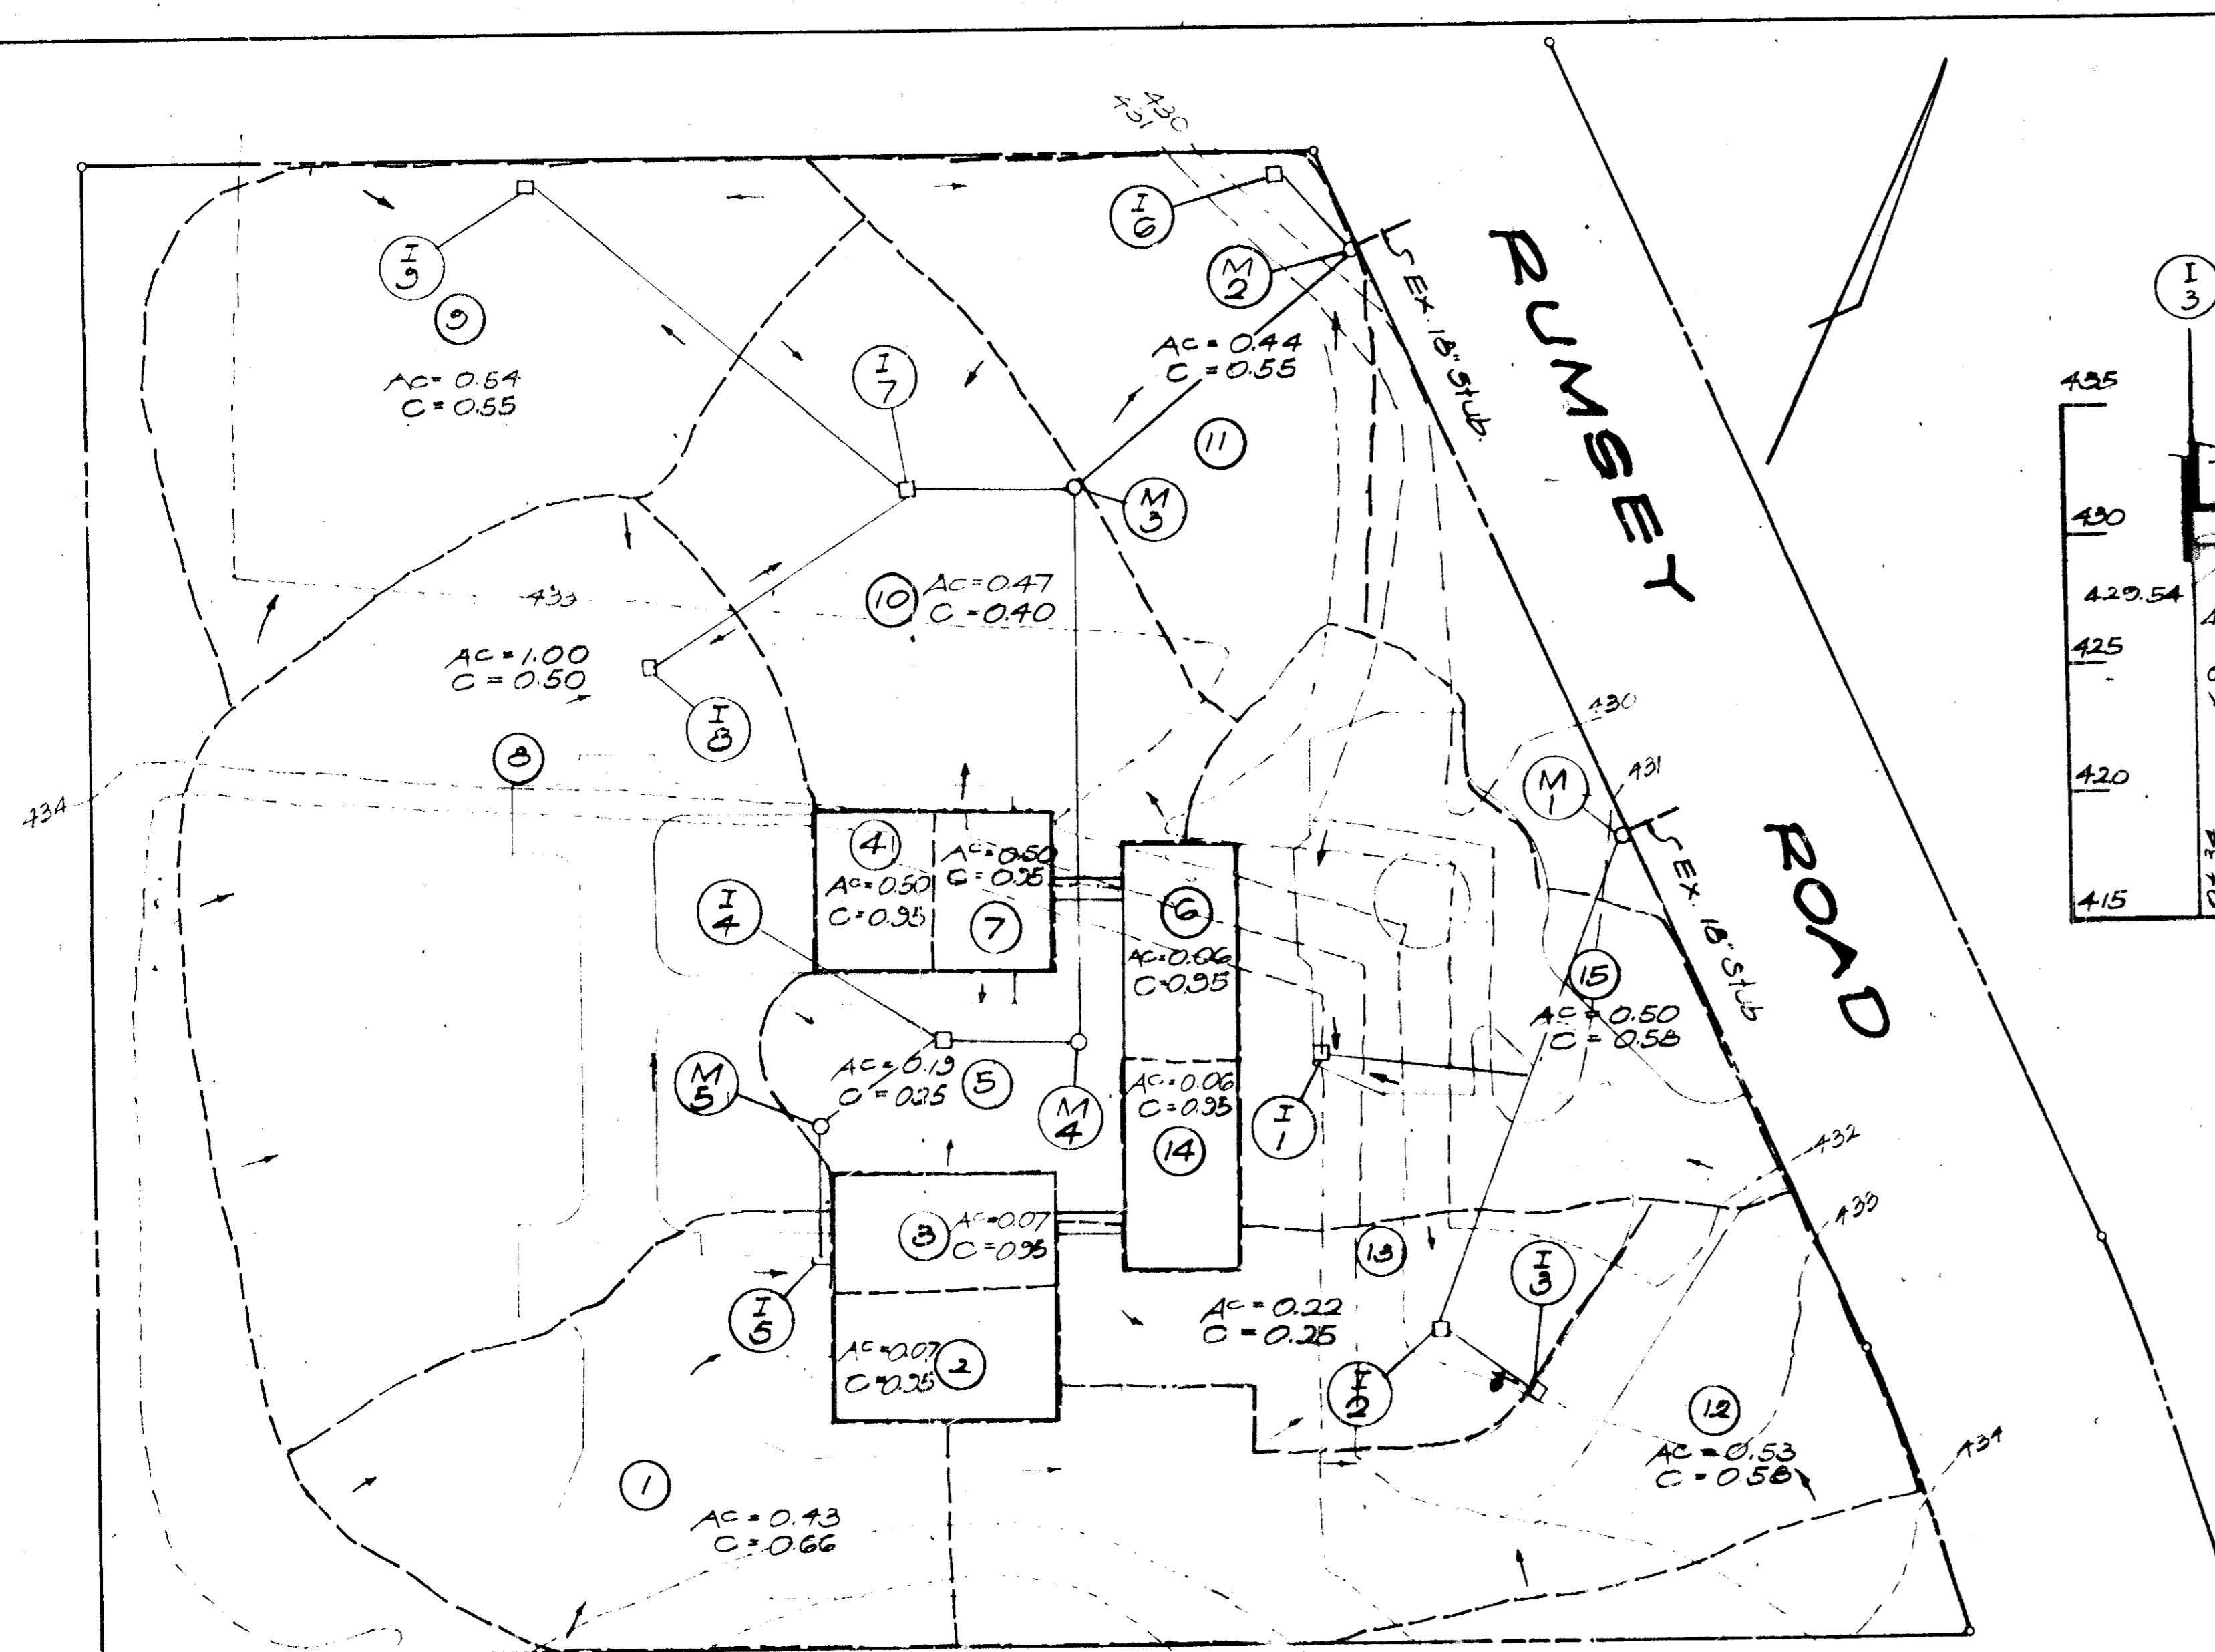 430
431
I
6
M
2
I
9
9
AC = 0.54
C = 0.55
I
7
AC = 0.44
C = 0.55
11
EX. 18" Stub.
RUMSEY
ROAD
I
3
435
430
429.54
425
420
415
M
3
10
AC = 0.47
C = 0.40
433
AC = 1.00
C = 0.50
I
8
8
434
430
431
M
1
EX. 18" Stub
4
AC = 0.50
C = 0.95
AC = 0.50
C = 0.95
7
I
4
6
AC = 0.06
C = 0.95
15
AC = 0.50
C = 0.58
M
5
AC = 0.19
C = 0.25
5
M
4
AC = 0.06
C = 0.95
14
I
1
432
433
3
AC = 0.07
C = 0.95
13
I
3
I
5
AC = 0.22
C = 0.25
AC = 0.07
C = 0.95
2
I
2
12
AC = 0.53
C = 0.58
434
1
AC = 0.43
C = 0.66